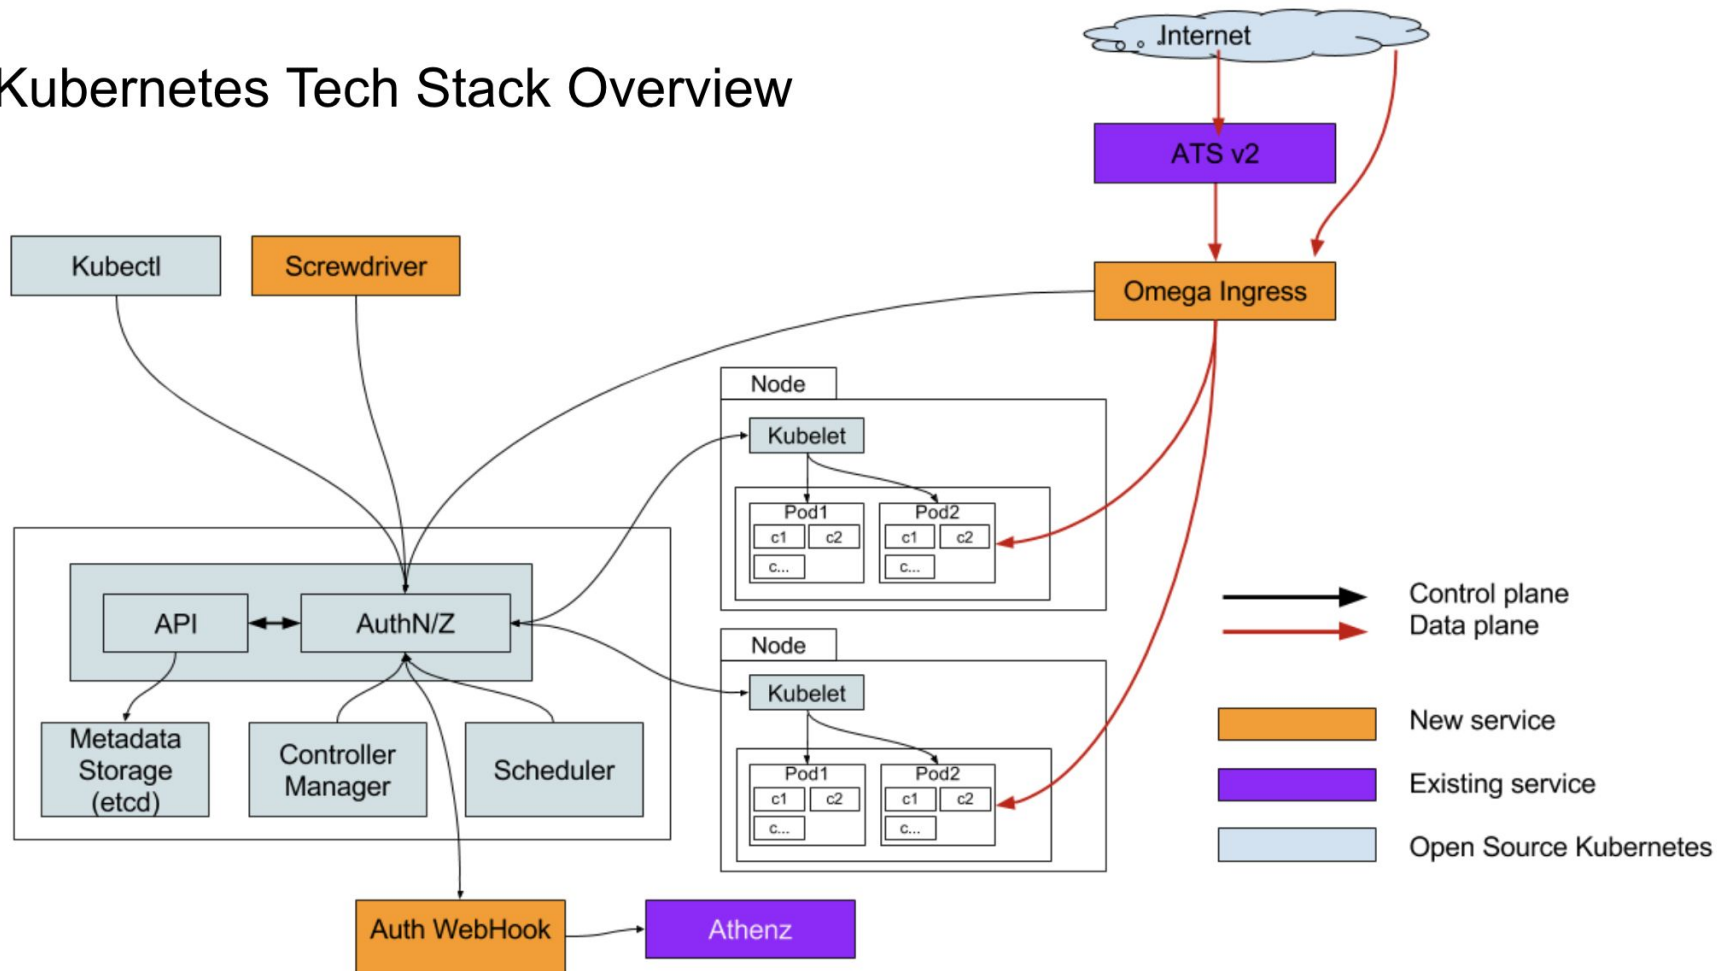 Internet
Kubernetes Tech Stack Overview
ATS v2
Kubectl
Screwdriver
Omega Ingress
Node
Kubelet
Pod1
c1
c2
c...
Pod2
c1
c2
c...
API
AuthN/Z
Metadata
Storage
(etcd)
Controller
Manager
Scheduler
Node
Kubelet
Pod1
c1
c2
c...
Pod2
c1
c2
c...
Auth WebHook
Athenz
Control plane
Data plane
New service
Existing service
Open Source Kubernetes